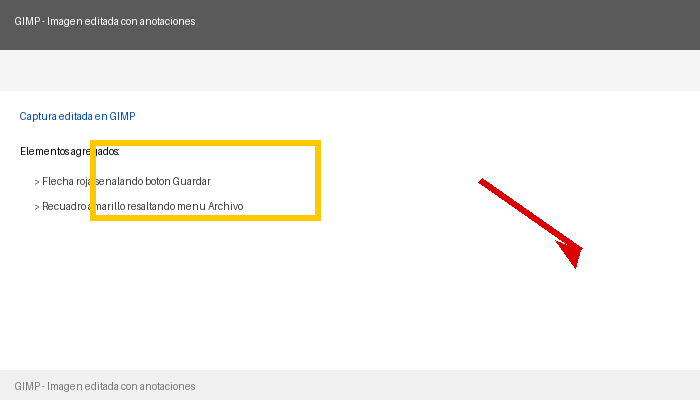 GIMP - Imagen editada con anotaciones
Captura editada en GIMP
Elementos agregados:
> Flecha roja senalando boton Guardar
> Recuadro amarillo resaltando menu Archivo
GIMP - Imagen editada con anotaciones